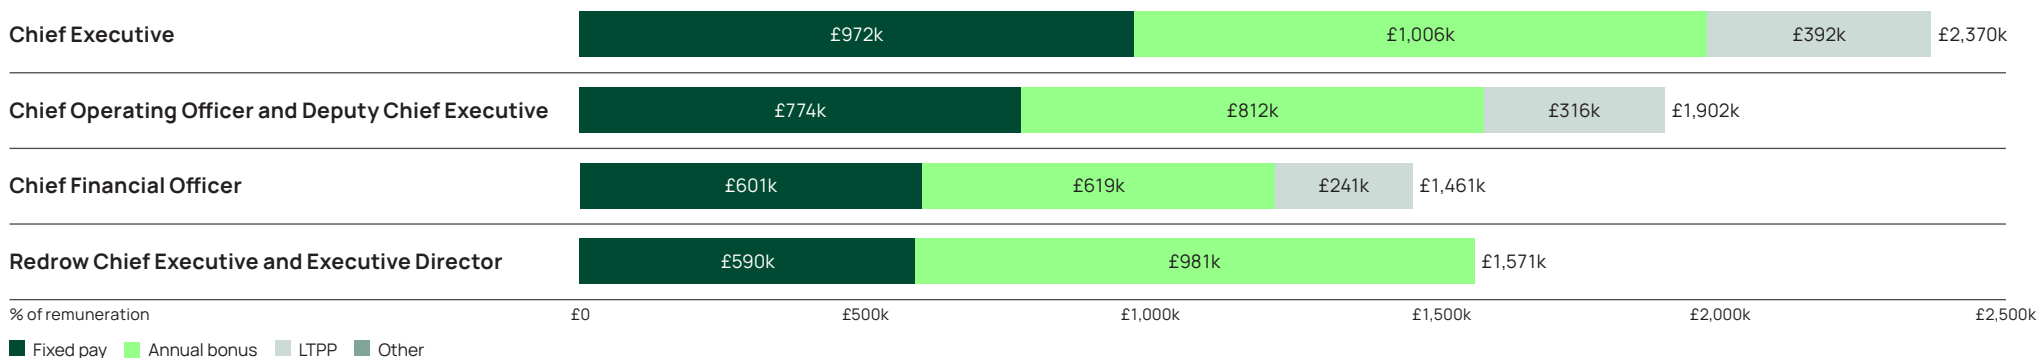 Chief Executive £972k £1,006k £392k £2,370k
Chief Operating Officer and Deputy Chief Executive £774k £812k £316k £1,902k
Chief Financial Officer £601k £619k £241k £1,461k
Redrow Chief Executive and Executive Director £590k £981k £1,571k
% of remuneration £0 £500k £1,000k £1,500k £2,000k £2,500k
Fixed pay Annual bonus LTPP Other